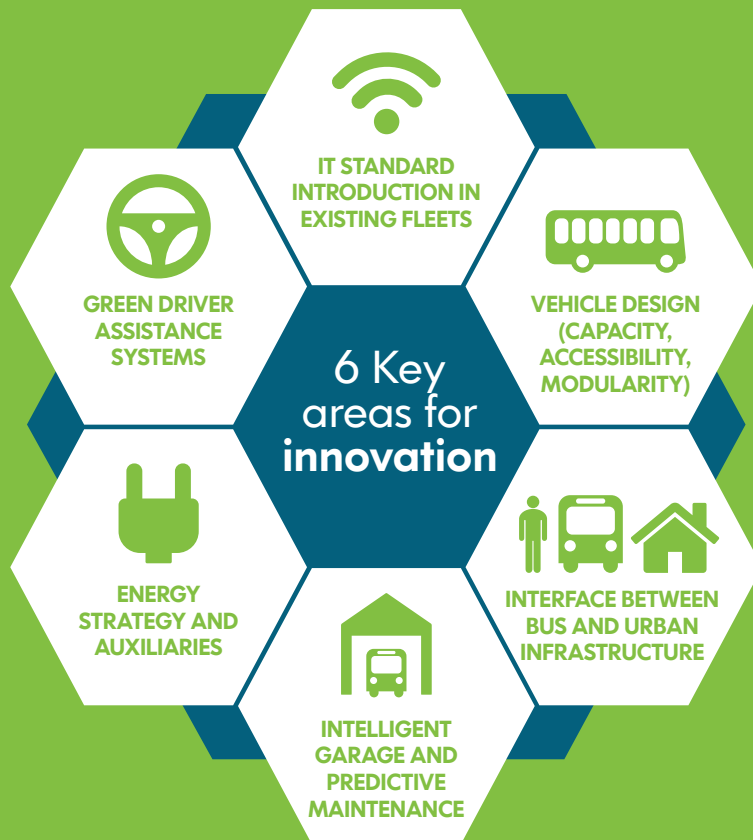 IT STANDARD
INTRODUCTION IN
EXISTING FLEETS
GREEN DRIVER
ASSISTANCE
SYSTEMS
VEHICLE DESIGN
(CAPACITY,
ACCESSIBILITY,
MODULARITY)
6 Key
areas for
innovation
ENERGY
STRATEGY AND
AUXILIARIES
INTERFACE BETWEEN
BUS AND URBAN
INFRASTRUCTURE
INTELLIGENT
GARAGE AND
PREDICTIVE
MAINTENANCE